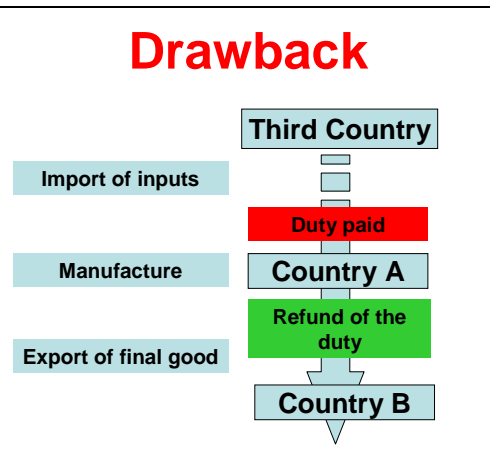 Drawback
Third Country
Import of inputs
Duty paid
Manufacture
Country A
Refund of the
duty
Export of final good
Country B